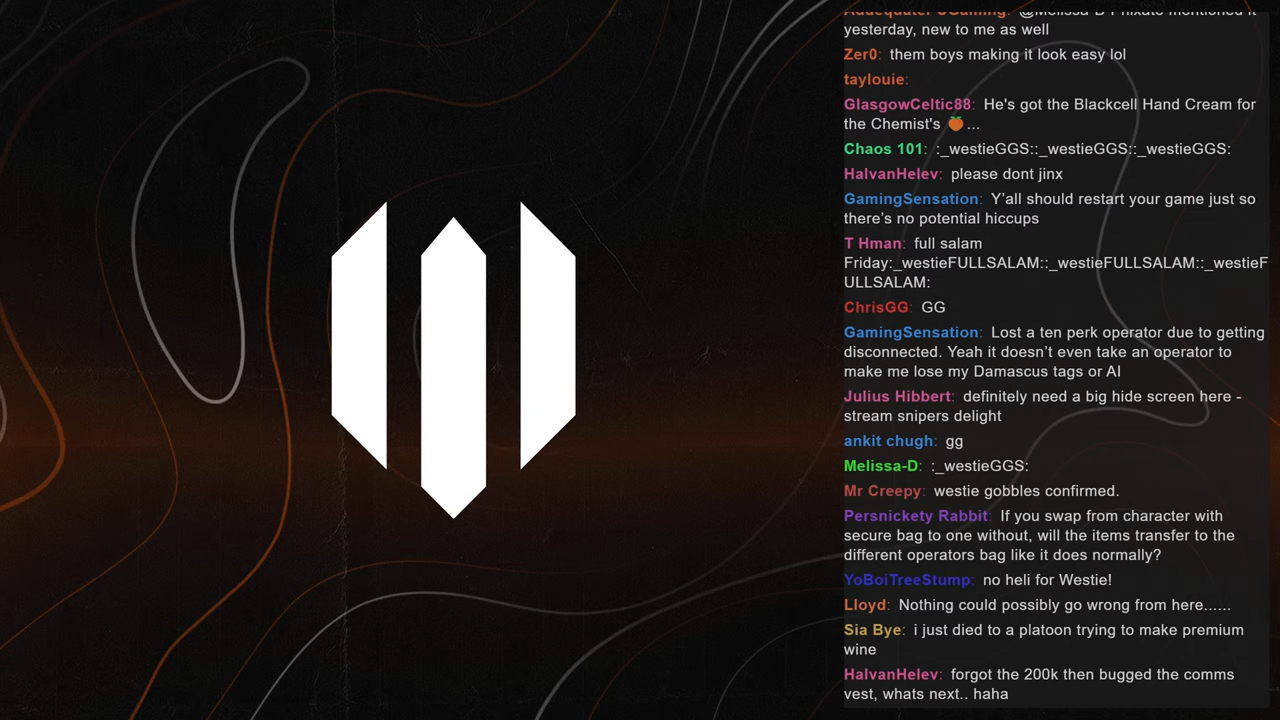 yesterday, new to me as well
Zer0: them boys making it look easy lol
taylouie:
GlasgowCeltic88: He's got the Blackcell Hand Cream for
the Chemist's 🍑...
Chaos 101: :_westieGGS::_westieGGS::_westieGGS:
HalvanHelev: please dont jinx
GamingSensation: Y'all should restart your game just so
there's no potential hiccups
T Hman: full salam
Friday:_westieFULLSALAM::_westieFULLSALAM::_westieF
ULLSALAM:
ChrisGG: GG
GamingSensation: Lost a ten perk operator due to getting
disconnected. Yeah it doesn't even take an operator to
make me lose my Damascus tags or AI
Julius Hibbert: definitely need a big hide screen here -
stream snipers delight
ankit chugh: gg
Melissa-D: :_westieGGS:
Mr Creepy: westie gobbles confirmed.
Persnickety Rabbit: If you swap from character with
secure bag to one without, will the items transfer to the
different operators bag like it does normally?
YoBoiTreeStump: no heli for Westie!
Lloyd: Nothing could possibly go wrong from here......
Sia Bye: i just died to a platoon trying to make premium
wine
HalvanHelev: forgot the 200k then bugged the comms
vest, whats next.. haha